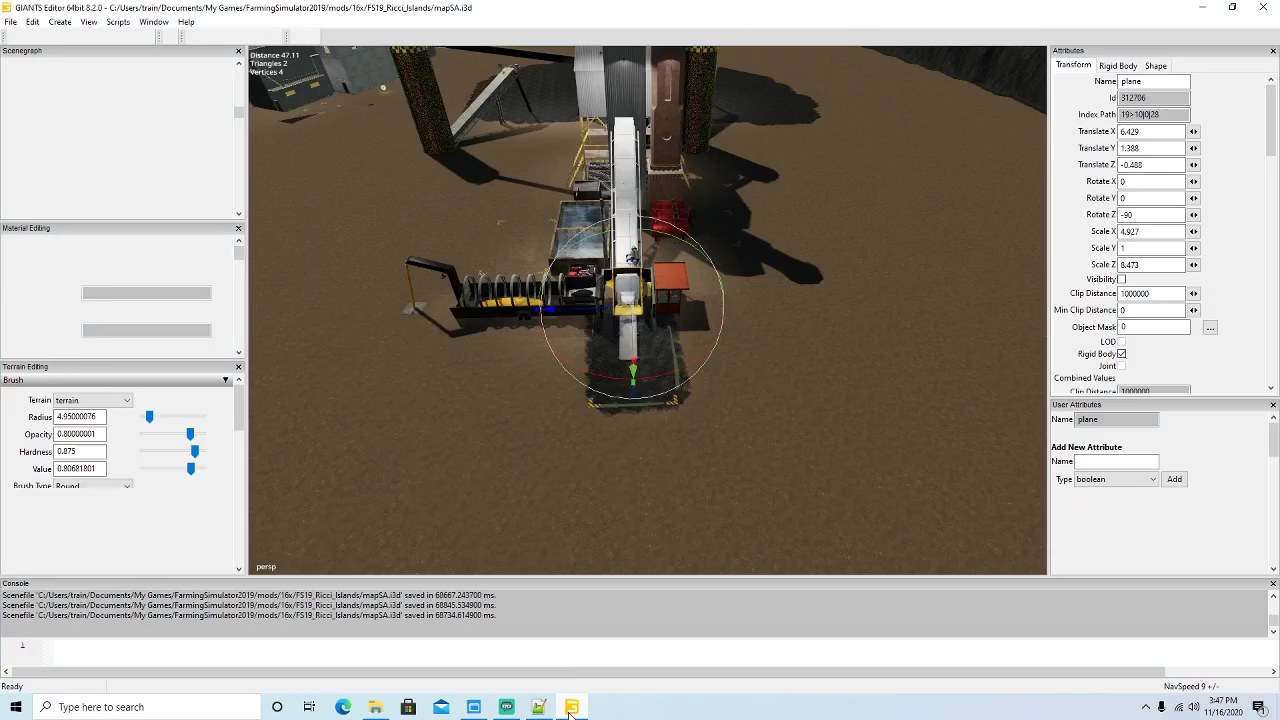 GIANTS Editor 64bit 8.2.0 - C:/Users/train/Documents/My Games/FarmingSimulator2019/mods/16x/FS19_Ricci_Islands/mapSA.i3d
File Edit Create View Scripts Window Help
Scenegraph
Distance 47.11
Triangles 2
Vertices 4
persp
Material Editing
Terrain Editing
Brush
Terrain terrain
Radius 4.95000076
Opacity 0.80000001
Hardness 0.875
Value 0.80681801
Brush Type Round
Attributes
Transform Rigid Body Shape
Name plane
Id 312706
Index Path 19>10|0|28
Translate X 6.429
Translate Y 1.388
Translate Z -0.488
Rotate X 0
Rotate Y 0
Rotate Z -90
Scale X 4.927
Scale Y 1
Scale Z 8.473
Visibility
Clip Distance 1000000
Min Clip Distance 0
Object Mask 0 ...
LOD
Rigid Body
Joint
Combined Values
Clip Distance 1000000
User Attributes
Name plane
Add New Attribute
Name
Type boolean Add
Console
Scenefile 'C:/Users/train/Documents/My Games/FarmingSimulator2019/mods/16x/FS19_Ricci_Islands/mapSA.i3d' saved in 68667.243700 ms.
Scenefile 'C:/Users/train/Documents/My Games/FarmingSimulator2019/mods/16x/FS19_Ricci_Islands/mapSA.i3d' saved in 68845.534900 ms.
Scenefile 'C:/Users/train/Documents/My Games/FarmingSimulator2019/mods/16x/FS19_Ricci_Islands/mapSA.i3d' saved in 68734.614900 ms.
1
Ready
NavSpeed 9 +/-
Type here to search
3:47 PM
11/16/2020